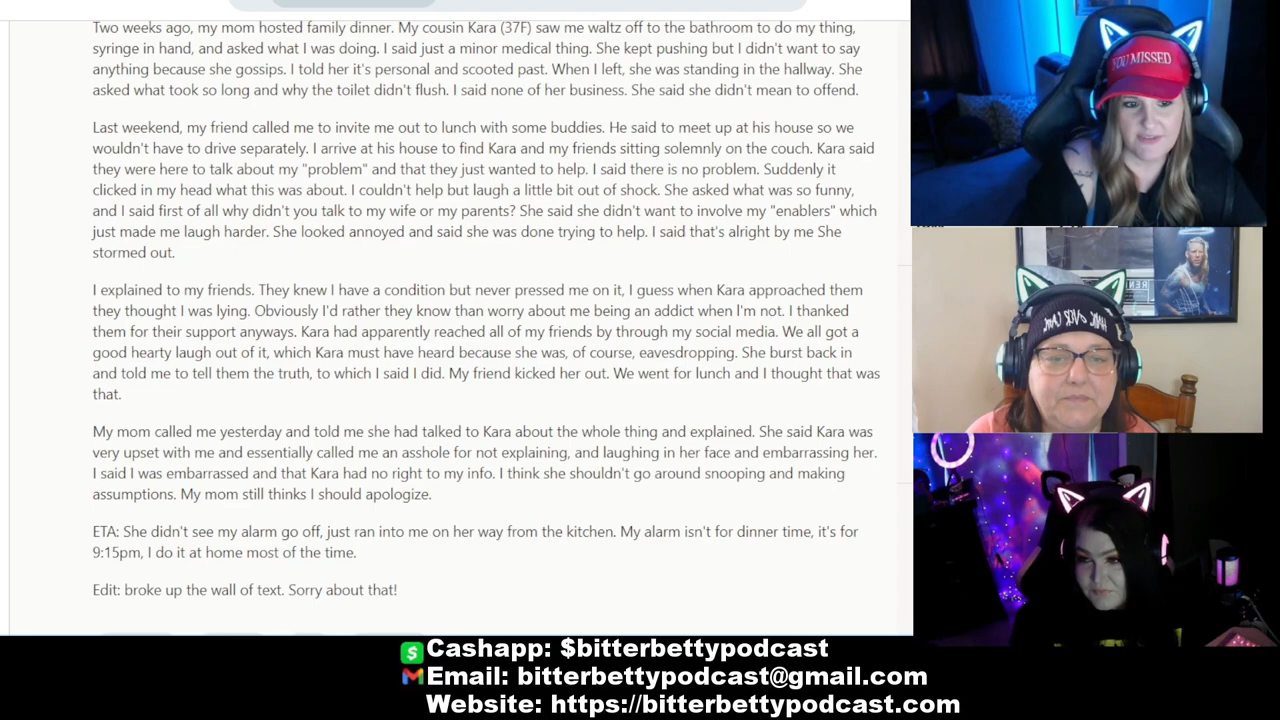 Two weeks ago, my mom hosted family dinner. My cousin Kara (37F) saw me waltz off to the bathroom to do my thing,
syringe in hand, and asked what I was doing. I said just a minor medical thing. She kept pushing but I didn't want to say
anything because she gossips. I told her it's personal and scooted past. When I left, she was standing in the hallway. She
asked what took so long and why the toilet didn't flush. I said none of her business. She said she didn't mean to offend.
Last weekend, my friend called me to invite me out to lunch with some buddies. He said to meet up at his house so we
wouldn't have to drive separately. I arrive at his house to find Kara and my friends sitting solemnly on the couch. Kara said
they were here to talk about my "problem" and that they just wanted to help. I said there is no problem. Suddenly it
clicked in my head what this was about. I couldn't help but laugh a little bit out of shock. She asked what was so funny,
and I said first of all why didn't you talk to my wife or my parents? She said she didn't want to involve my "enablers" which
just made me laugh harder. She looked annoyed and said she was done trying to help. I said that's alright by me She
stormed out.
I explained to my friends. They knew I have a condition but never pressed me on it, I guess when Kara approached them
they thought I was lying. Obviously I'd rather they know than worry about me being an addict when I'm not. I thanked
them for their support anyways. Kara had apparently reached all of my friends by through my social media. We all got a
good hearty laugh out of it, which Kara must have heard because she was, of course, eavesdropping. She burst back in
and told me to tell them the truth, to which I said I did. My friend kicked her out. We went for lunch and I thought that was
that.
My mom called me yesterday and told me she had talked to Kara about the whole thing and explained. She said Kara was
very upset with me and essentially called me an asshole for not explaining, and laughing in her face and embarrassing her.
I said I was embarrassed and that Kara had no right to my info. I think she shouldn't go around snooping and making
assumptions. My mom still thinks I should apologize.
ETA: She didn't see my alarm go off, just ran into me on her way from the kitchen. My alarm isn't for dinner time, it's for
9:15pm, I do it at home most of the time.
Edit: broke up the wall of text. Sorry about that!
YOU MISSED
Cashapp: $bitterbettypodcast
Email: bitterbettypodcast@gmail.com
Website: https://bitterbettypodcast.com